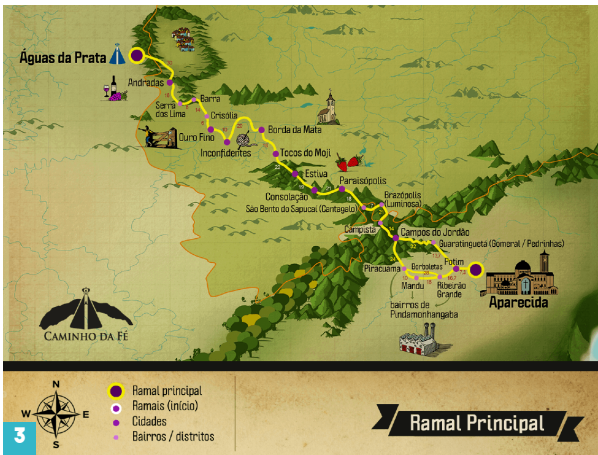 Águas da Prata
Andradas
Serra
dos Lima
Barra
Crisólia
Ouro Fino
Inconfidentes
Borda da Mata
Tocos do Moji
Estiva
Consolação
Paraisópolis
São Bento do Sapucaí (Cantagalo)
Brazópolis
(Luminosa)
Campista
Campos do Jordão
Guaratinguetá (Gomeral / Pedrinhas)
Piracuama
Borboletas
Fotim
Mandu
Ribeirão
Grande
Aparecida
bairros de
Pindamonhangaba
CAMINHO DA FÉ
N
W
E
S
Ramal principal
Ramais (início)
Cidades
Bairros / distritos
Ramal Principal
3